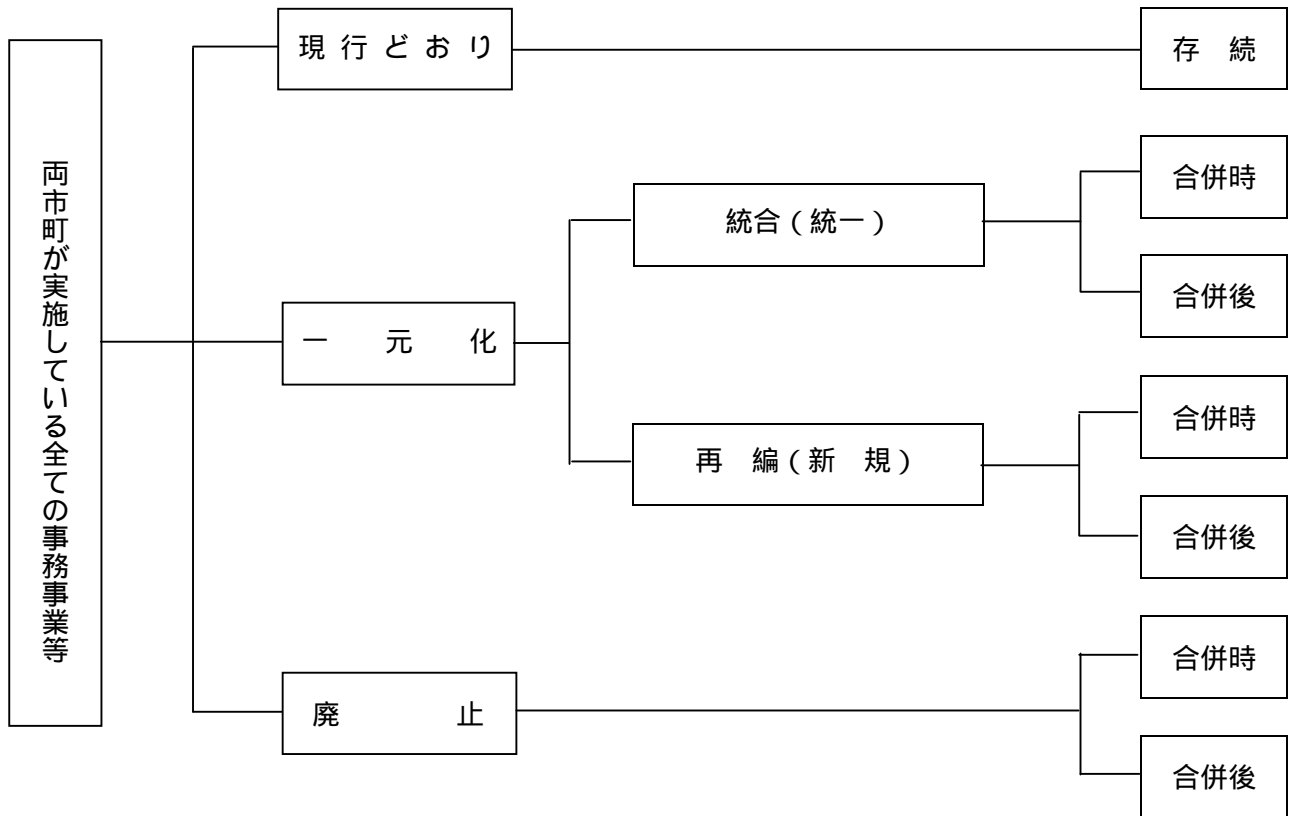 両市町が実施している全ての事務事業等
現行どおり
存続
合併時
統合(統一)
合併後
一元化
合併時
再編(新規)
合併後
合併時
廃止
合併後